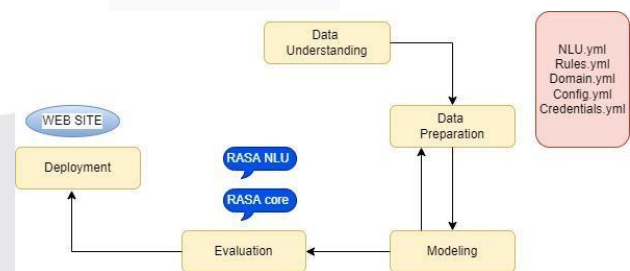 Data
Understanding
NLU.yml
Rules.yml
Domain.yml
Config.yml
Credentials.yml
WEB SITE
Data
Preparation
Deployment
RASA NLU
RASA core
Evaluation
Modeling